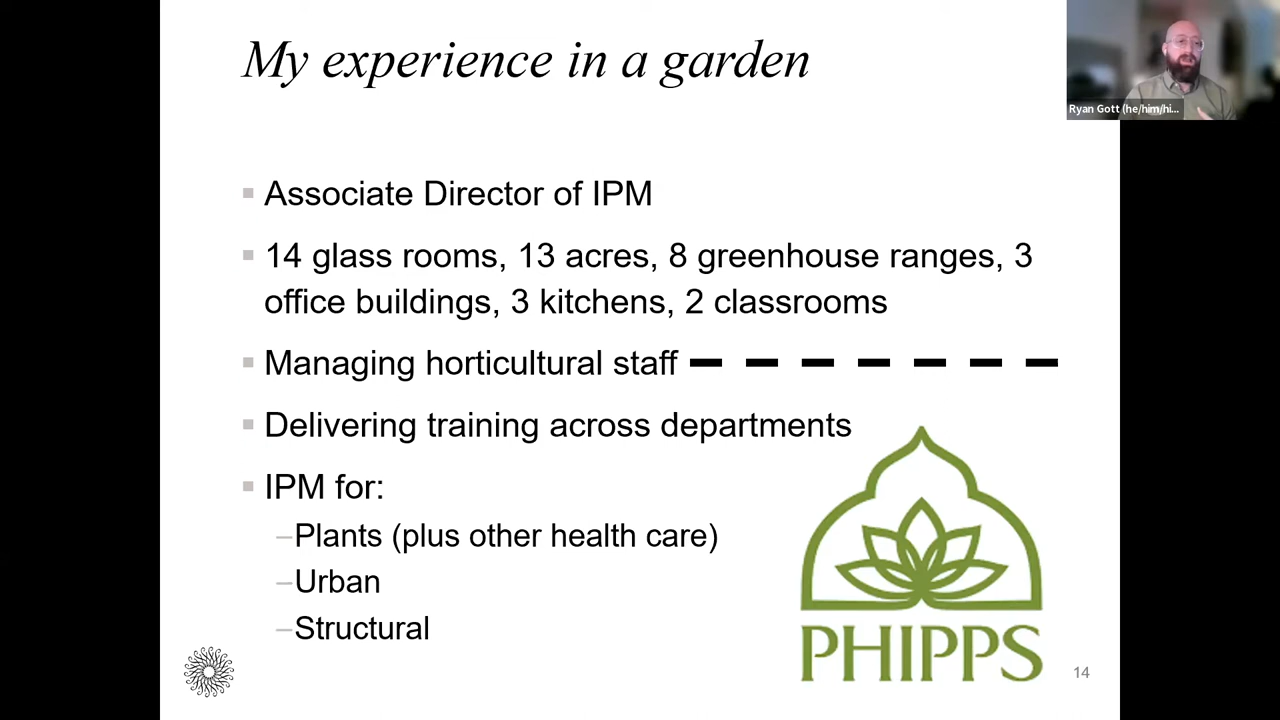 My experience in a garden
Ryan Gott (he/him/hi...
Associate Director of IPM
14 glass rooms, 13 acres, 8 greenhouse ranges, 3
office buildings, 3 kitchens, 2 classrooms
Managing horticultural staff
Delivering training across departments
IPM for:
–Plants (plus other health care)
–Urban
–Structural
PHIPPS
14